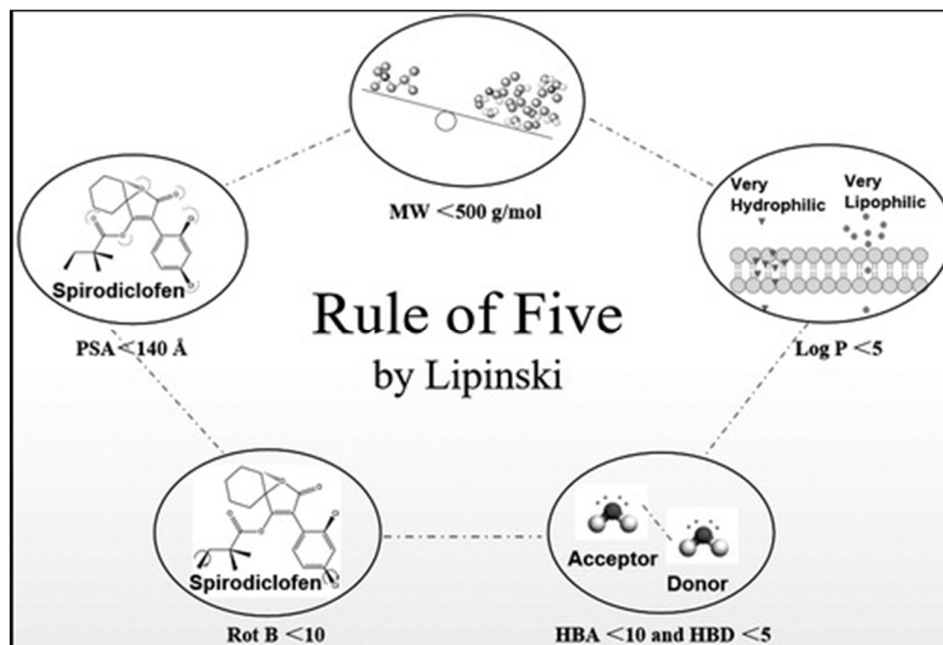 MW <500 g/mol
Very
Hydrophilic
Very
Lipophilic
Spirodiclofen
PSA <140 Å
Log P <5
Rule of Five
by Lipinski
Spirodiclofen
Rot B <10
Acceptor
Donor
HBA <10 and HBD <5